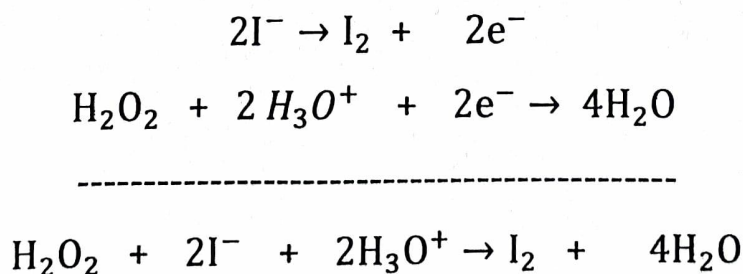 2I⁻ → I₂ + 2e⁻
H₂O₂ + 2 H₃O⁺ + 2e⁻ → 4H₂O
--------------------------------------------
H₂O₂ + 2I⁻ + 2H₃O⁺ → I₂ + 4H₂O